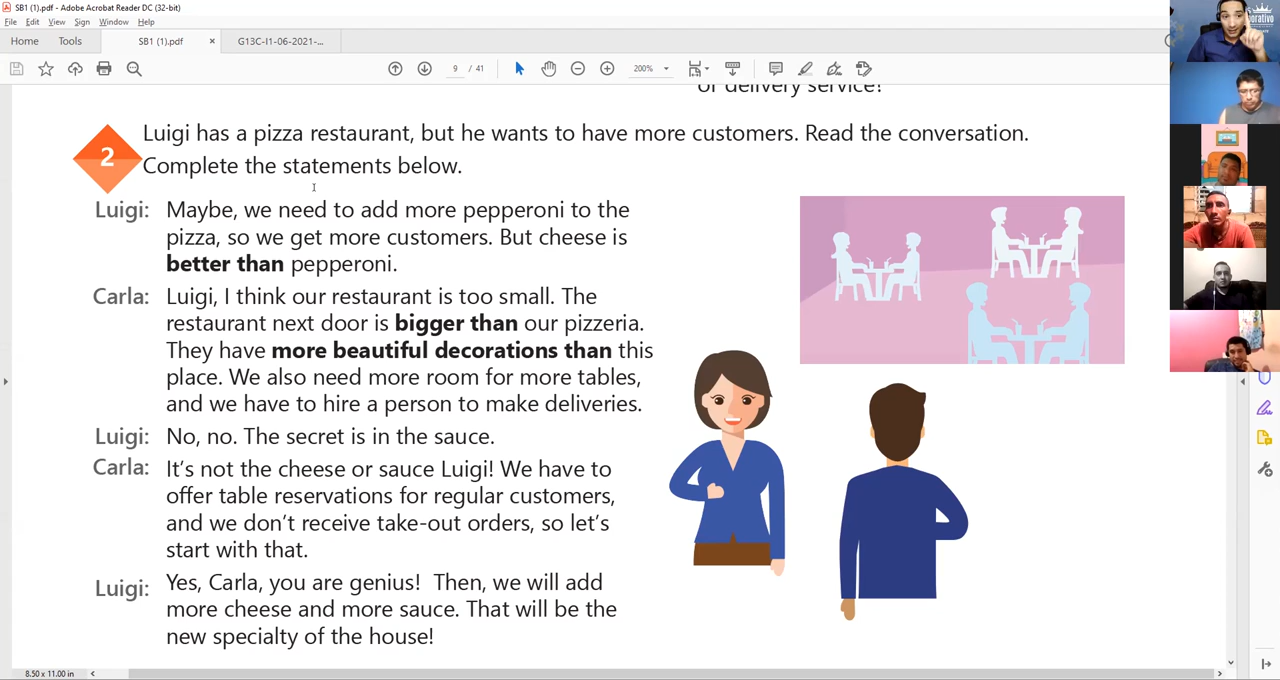 SB1 (1).pdf - Adobe Acrobat Reader DC (32-bit)
File Edit View Sign Window Help
Home Tools SB1 (1).pdf × G13C-I1-06-2021-...
9 / 41 200%
of delivery service!
2
Luigi has a pizza restaurant, but he wants to have more customers. Read the conversation.
Complete the statements below.
Luigi: Maybe, we need to add more pepperoni to the
pizza, so we get more customers. But cheese is
better than pepperoni.
Carla: Luigi, I think our restaurant is too small. The
restaurant next door is bigger than our pizzeria.
They have more beautiful decorations than this
place. We also need more room for more tables,
and we have to hire a person to make deliveries.
Luigi: No, no. The secret is in the sauce.
Carla: It's not the cheese or sauce Luigi! We have to
offer table reservations for regular customers,
and we don't receive take-out orders, so let's
start with that.
Luigi: Yes, Carla, you are genius! Then, we will add
more cheese and more sauce. That will be the
new specialty of the house!
8.50 x 11.00 in